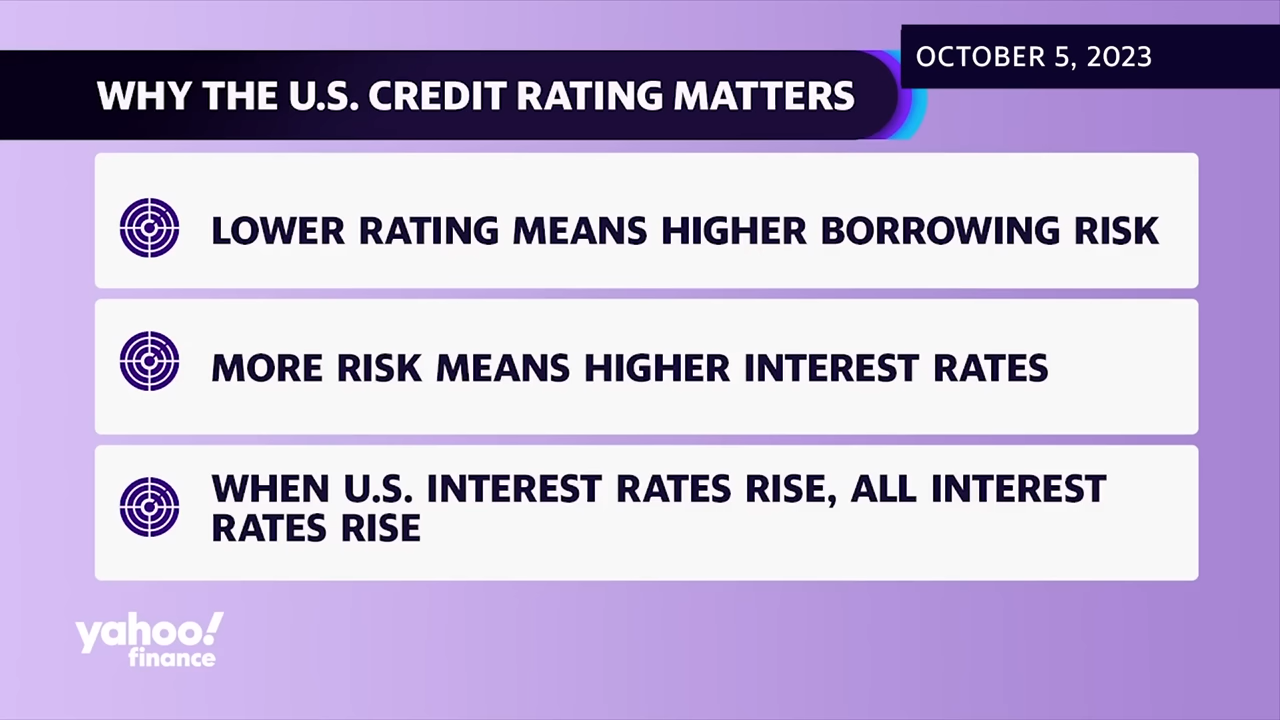 OCTOBER 5, 2023
WHY THE U.S. CREDIT RATING MATTERS
LOWER RATING MEANS HIGHER BORROWING RISK
MORE RISK MEANS HIGHER INTEREST RATES
WHEN U.S. INTEREST RATES RISE, ALL INTEREST
RATES RISE
yahoo!
finance